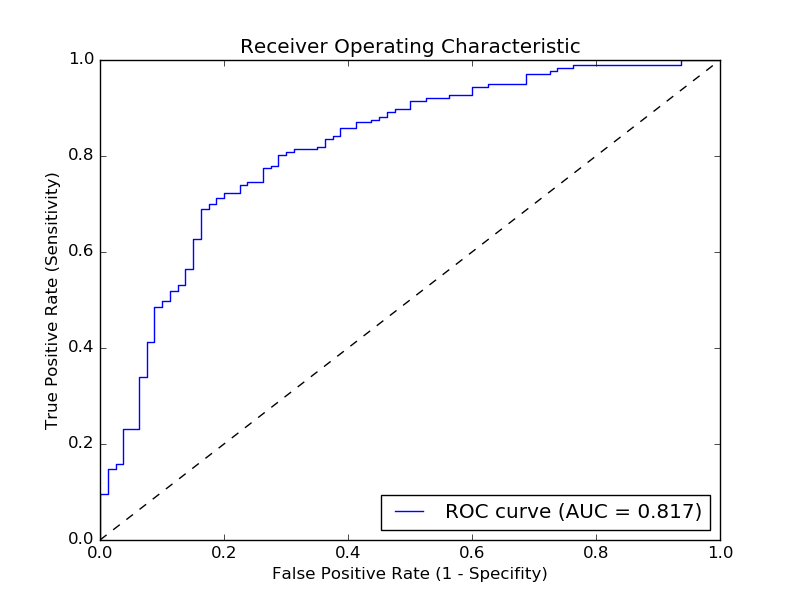 Receiver Operating Characteristic
1.0
0.8
0.6
0.4
0.2
0.0
True Positive Rate (Sensitivity)
ROC curve (AUC = 0.817)
0.0 0.2 0.4 0.6 0.8 1.0
False Positive Rate (1 - Specifity)